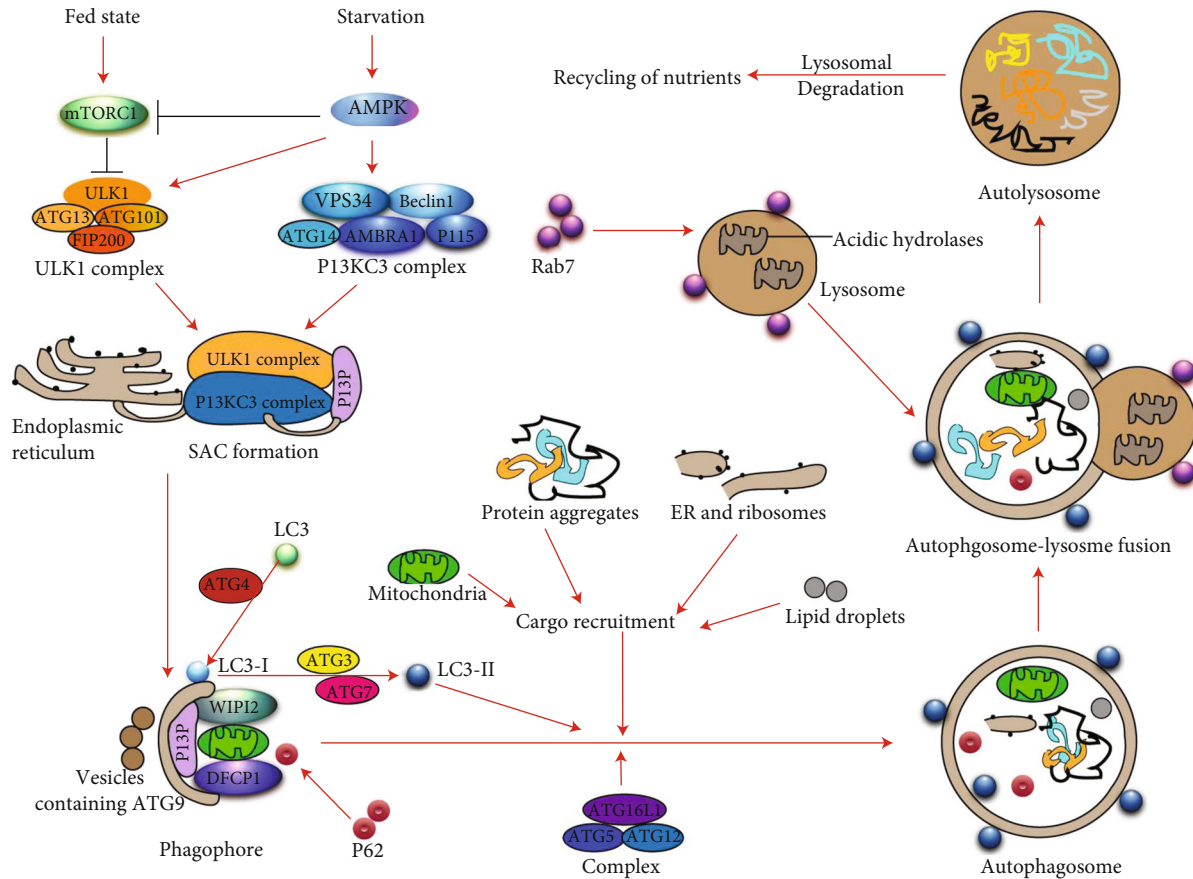 Fed state
Starvation
mTORC1
AMPK
ULK1
ATG13
ATG101
FIP200
ULK1 complex
VPS34
Beclin1
ATG14
AMBRA1
P115
P13KC3 complex
Recycling of nutrients
Lysosomal
Degradation
Autolysosome
Rab7
Acidic hydrolases
Lysosome
ULK1 complex
P13KC3 complex
P13P
Endoplasmic
reticulum
SAC formation
Protein aggregates
ER and ribosomes
Autophgosome-lysosme fusion
LC3
ATG4
Mitochondria
Cargo recruitment
Lipid droplets
LC3-I
ATG3
ATG7
LC3-II
WIPI2
P13P
DFCP1
Vesicles
containing ATG9
Phagophore
P62
ATG16L1
ATG5
ATG12
Complex
Autophagosome